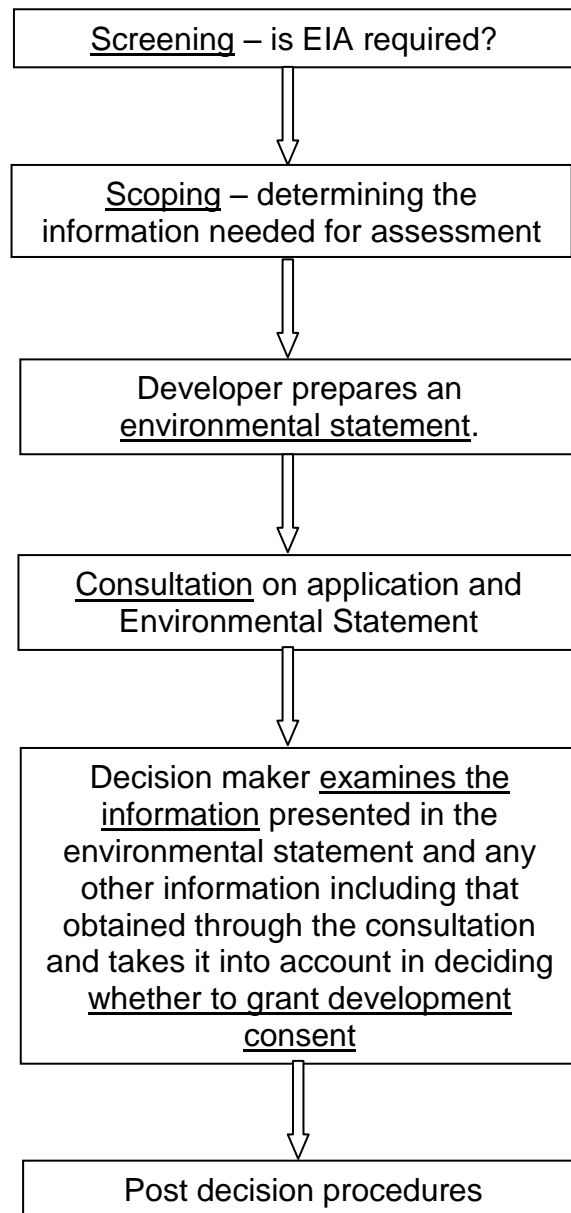 Screening – is EIA required?
Scoping – determining the
information needed for assessment
Developer prepares an
environmental statement.
Consultation on application and
Environmental Statement
Decision maker examines the
information presented in the
environmental statement and any
other information including that
obtained through the consultation
and takes it into account in deciding
whether to grant development
consent
Post decision procedures